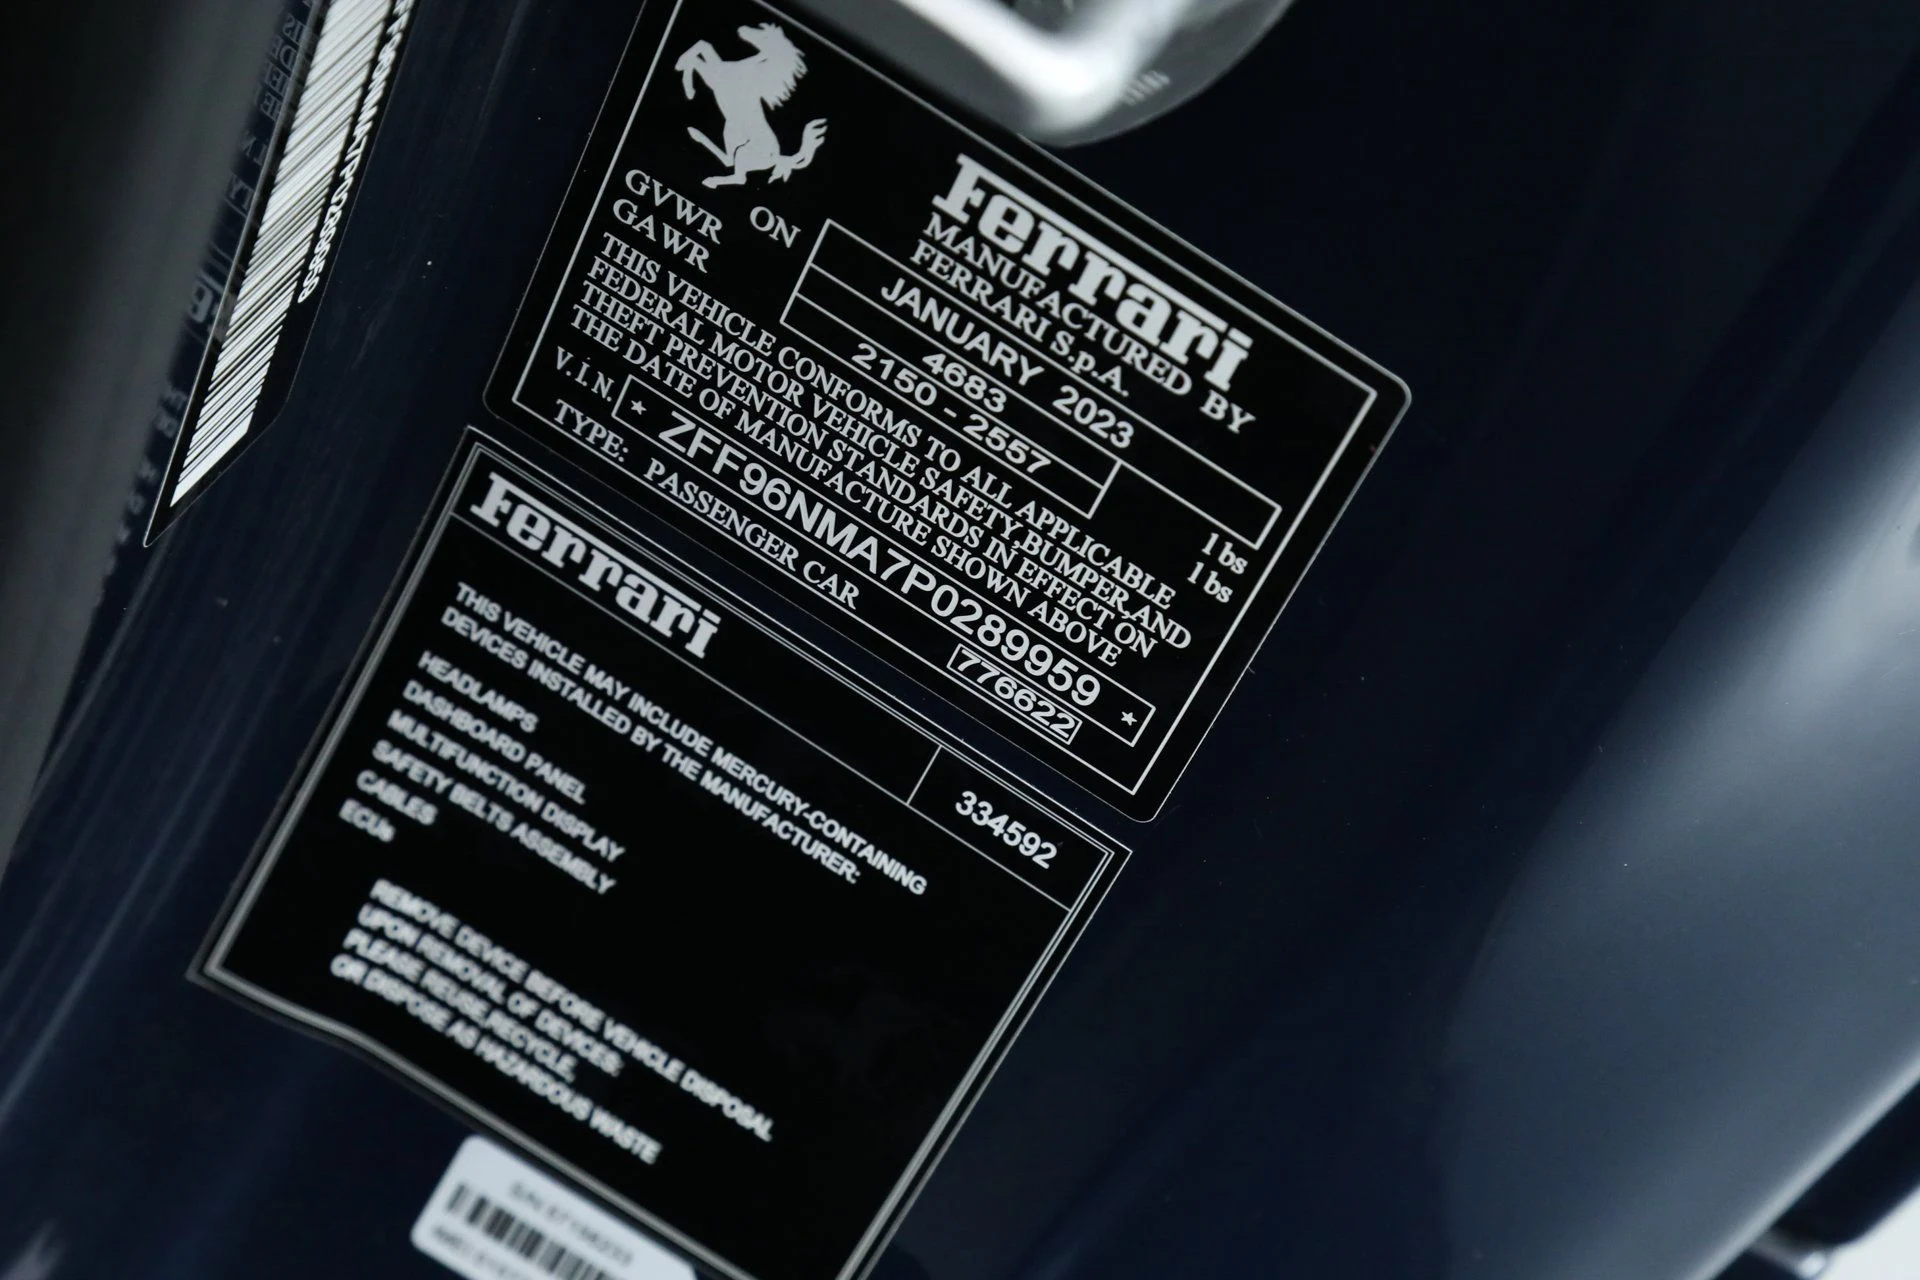 Ferrari
MANUFACTURED BY
FERRARI S.p.A.
ON JANUARY 2023
GVWR 4683 lbs
GAWR 2150 - 2557 lbs
THIS VEHICLE CONFORMS TO ALL APPLICABLE
FEDERAL MOTOR VEHICLE SAFETY,BUMPER,AND
THEFT PREVENTION STANDARDS IN EFFECT ON
THE DATE OF MANUFACTURE SHOWN ABOVE
V.I.N. * ZFF96NMA7P0289959 *
TYPE: PASSENGER CAR 776622
Ferrari 334592
THIS VEHICLE MAY INCLUDE MERCURY-CONTAINING
DEVICES INSTALLED BY THE MANUFACTURER:
HEADLAMPS
DASHBOARD PANEL
MULTIFUNCTION DISPLAY
SAFETY BELTS ASSEMBLY
CABLES
ECUs
REMOVE DEVICE BEFORE VEHICLE DISPOSAL
UPON REMOVAL OF DEVICES:
PLEASE REUSE,RECYCLE,
OR DISPOSE AS HAZARDOUS WASTE